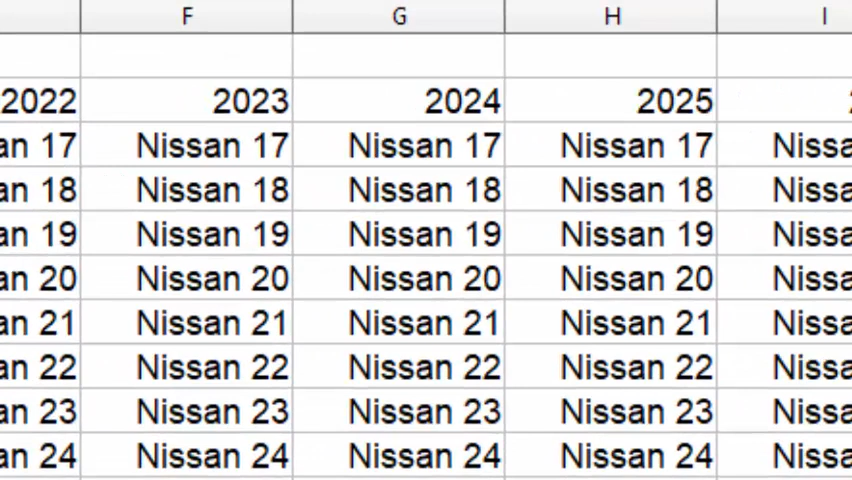 F G H I
2022 2023 2024 2025
an 17 Nissan 17 Nissan 17 Nissan 17 Nissa
an 18 Nissan 18 Nissan 18 Nissan 18 Nissa
an 19 Nissan 19 Nissan 19 Nissan 19 Nissa
an 20 Nissan 20 Nissan 20 Nissan 20 Nissa
an 21 Nissan 21 Nissan 21 Nissan 21 Nissa
an 22 Nissan 22 Nissan 22 Nissan 22 Nissa
an 23 Nissan 23 Nissan 23 Nissan 23 Nissa
an 24 Nissan 24 Nissan 24 Nissan 24 Nissa